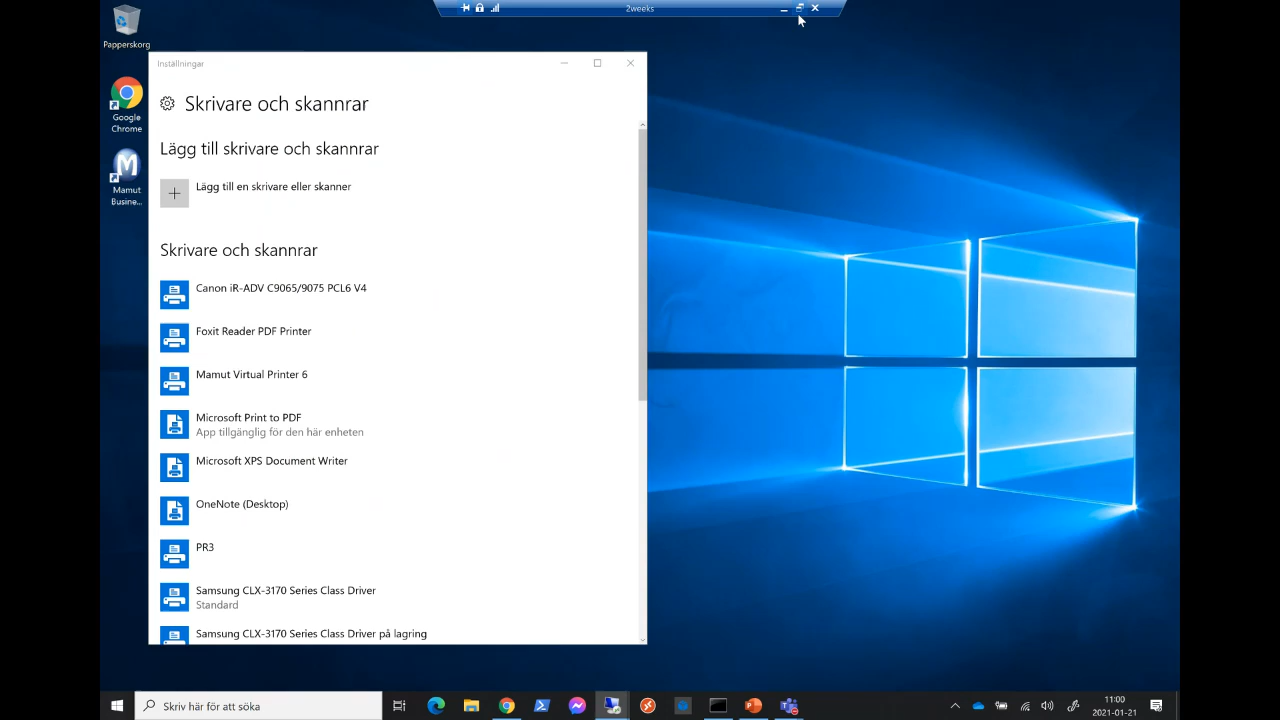 2weeks
Papperskorg
Google
Chrome
Mamut
Busine...
Inställningar
Skrivare och skannrar
Lägg till skrivare och skannrar
Lägg till en skrivare eller skanner
Skrivare och skannrar
Canon iR-ADV C9065/9075 PCL6 V4
Foxit Reader PDF Printer
Mamut Virtual Printer 6
Microsoft Print to PDF
App tillgänglig för den här enheten
Microsoft XPS Document Writer
OneNote (Desktop)
PR3
Samsung CLX-3170 Series Class Driver
Standard
Samsung CLX-3170 Series Class Driver på lagring
Skriv här för att söka
11:00
2021-01-21